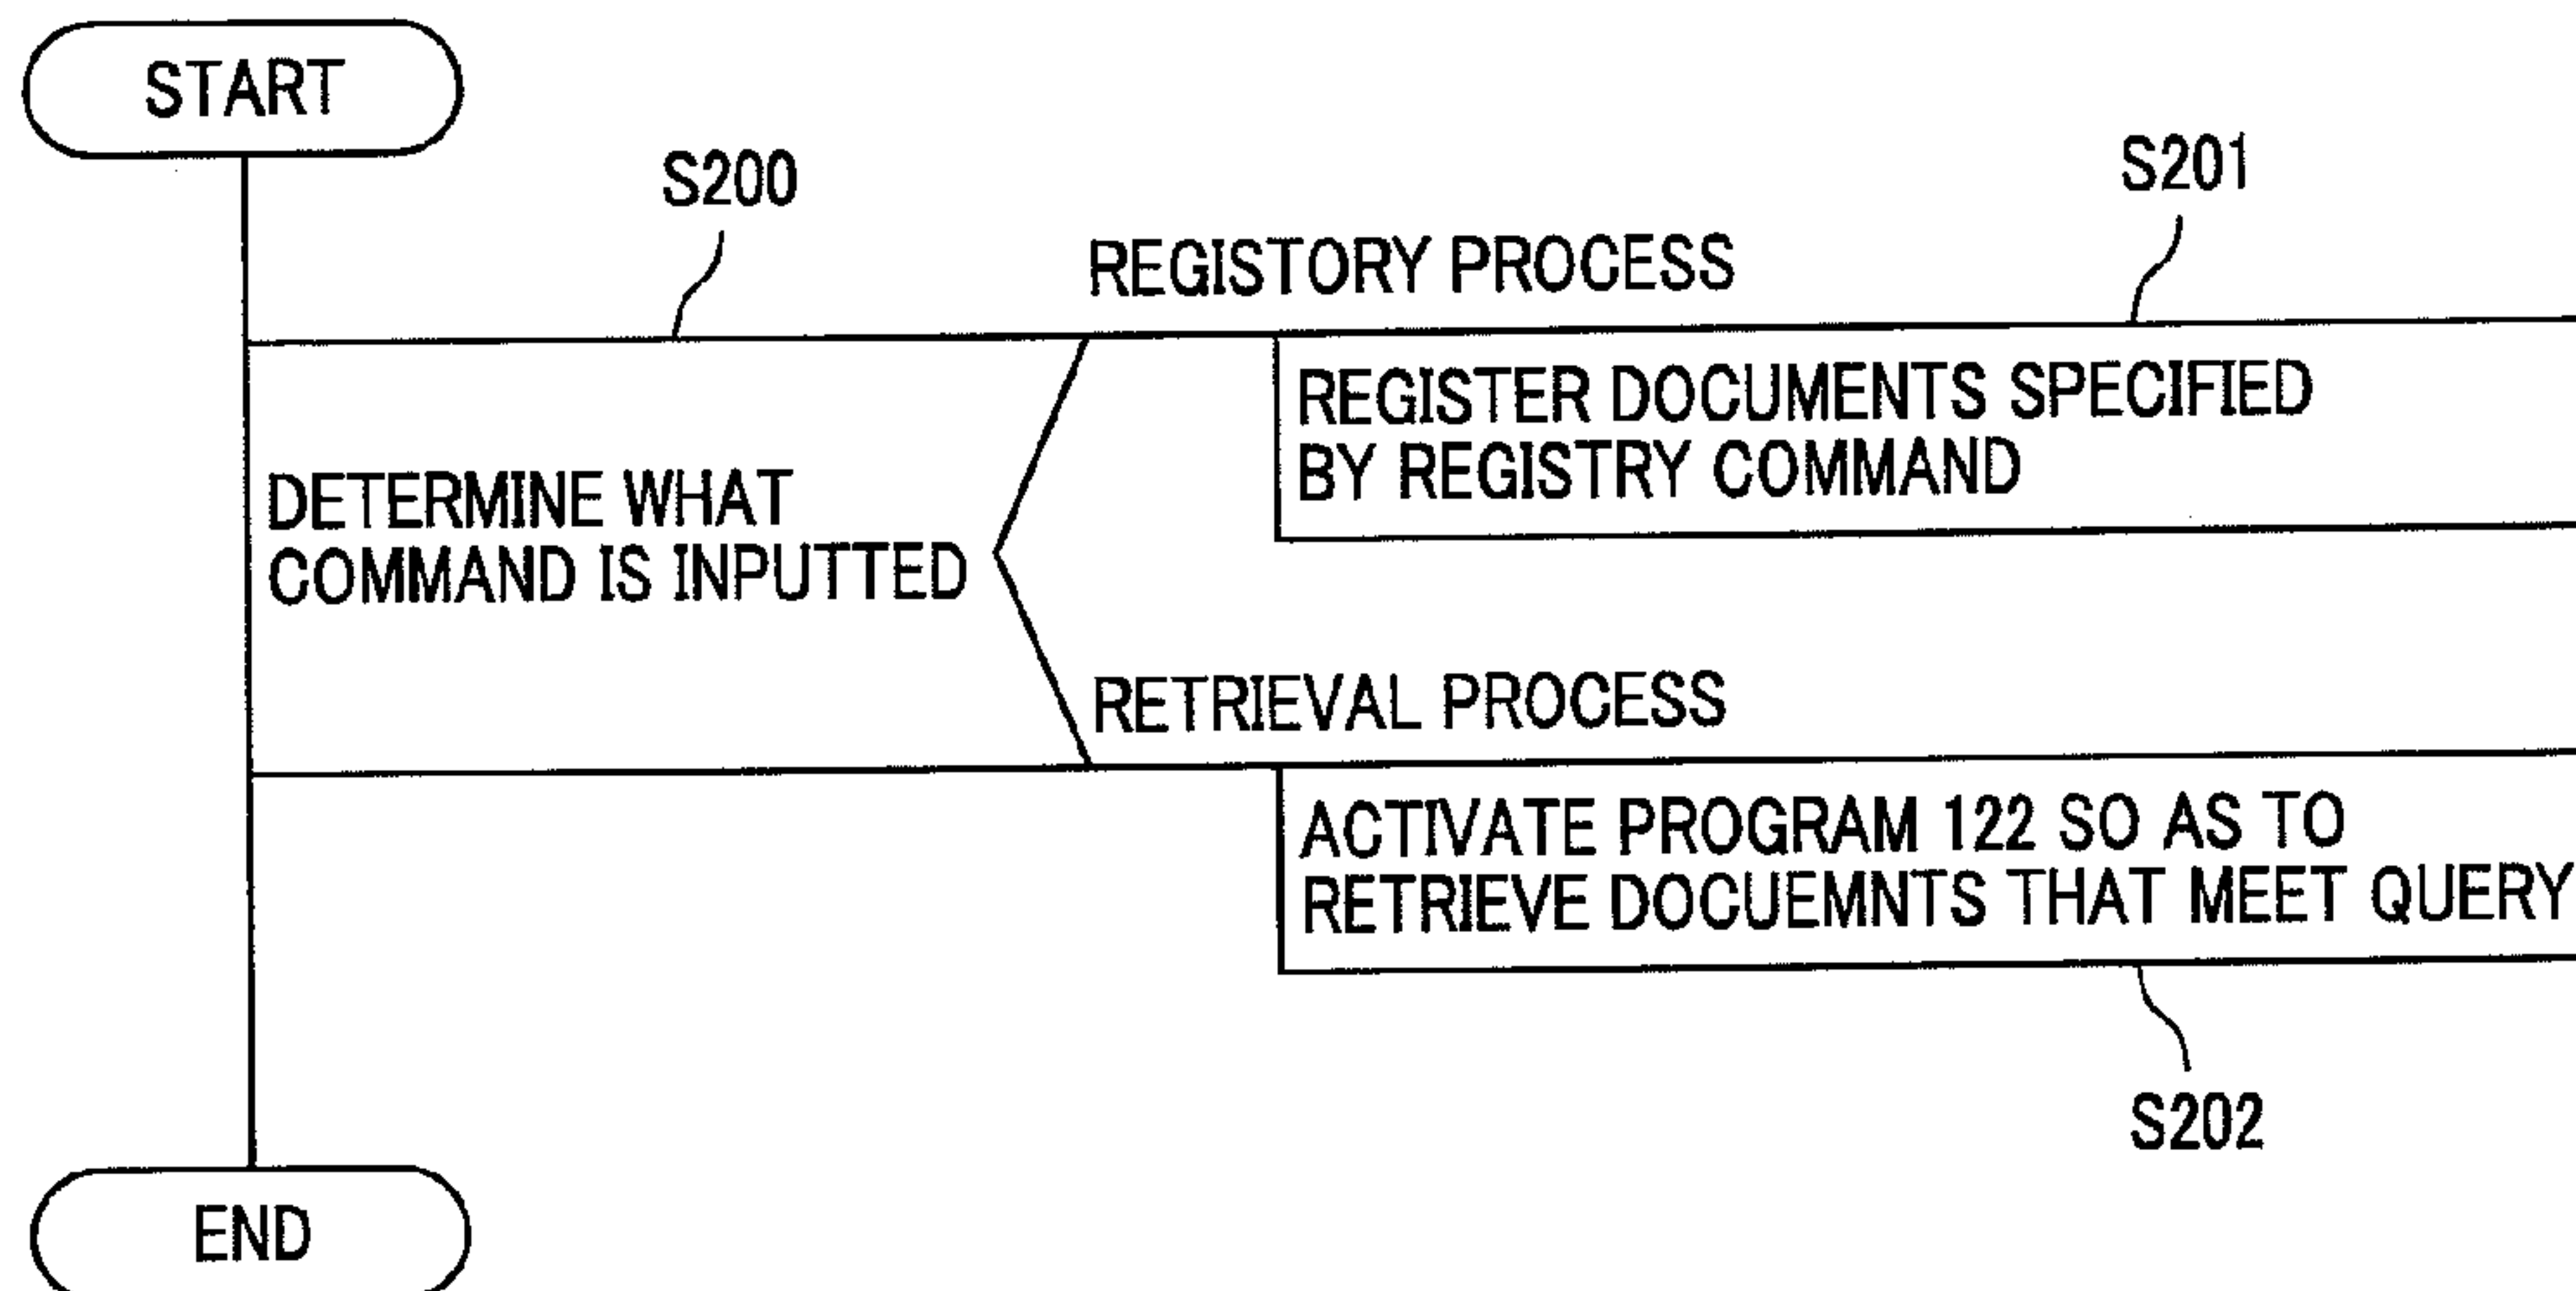 START
S200
S201
REGISTORY PROCESS
REGISTER DOCUMENTS SPECIFIED
BY REGISTRY COMMAND
DETERMINE WHAT
COMMAND IS INPUTTED
RETRIEVAL PROCESS
ACTIVATE PROGRAM 122 SO AS TO
RETRIEVE DOCUEMNTS THAT MEET QUERY
S202
END